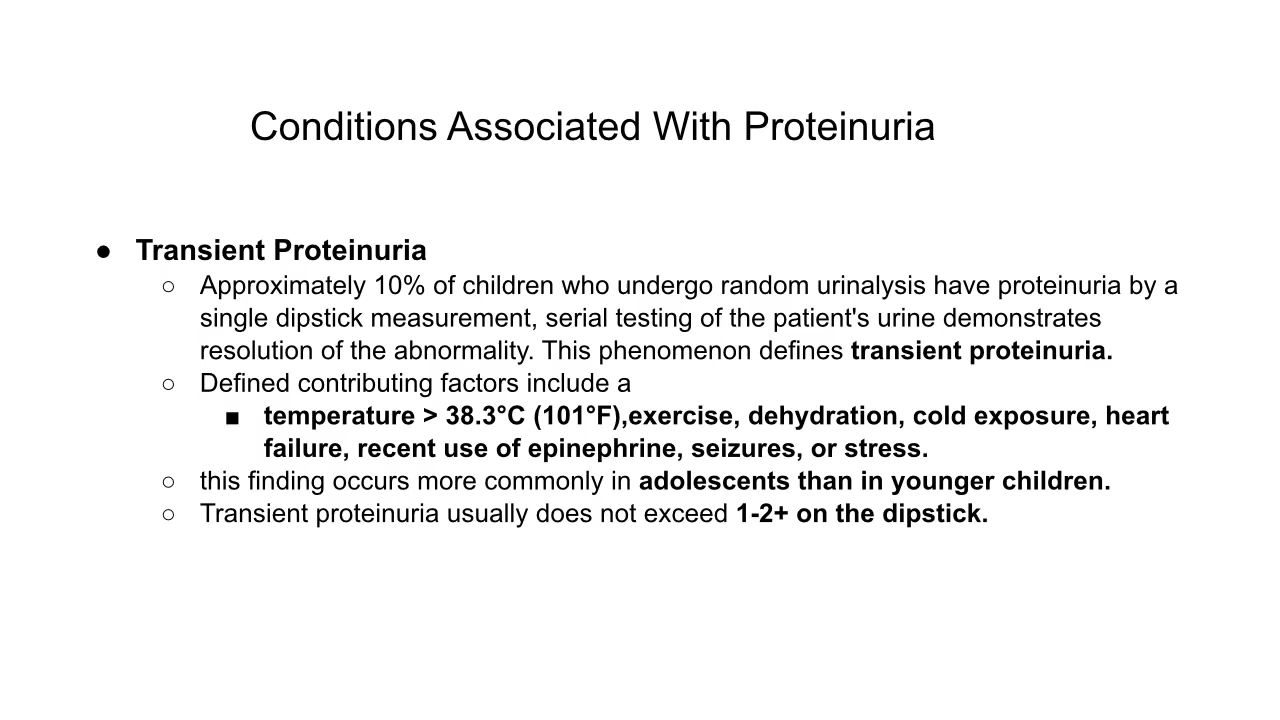 Conditions Associated With Proteinuria
● Transient Proteinuria
○ Approximately 10% of children who undergo random urinalysis have proteinuria by a
single dipstick measurement, serial testing of the patient's urine demonstrates
resolution of the abnormality. This phenomenon defines transient proteinuria.
○ Defined contributing factors include a
■ temperature > 38.3°C (101°F),exercise, dehydration, cold exposure, heart
failure, recent use of epinephrine, seizures, or stress.
○ this finding occurs more commonly in adolescents than in younger children.
○ Transient proteinuria usually does not exceed 1-2+ on the dipstick.